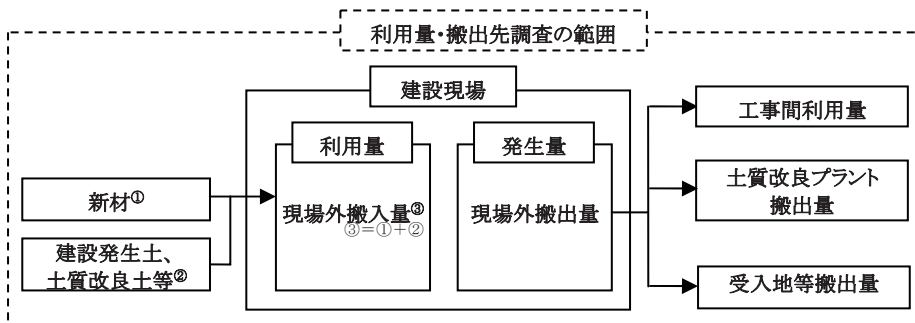 利用量・搬出先調査の範囲
建設現場
利用量
発生量
新材①
建設発生土、
土質改良土等②
現場外搬入量③
③=①+②
現場外搬出量
工事間利用量
土質改良プラント
搬出量
受入地等搬出量